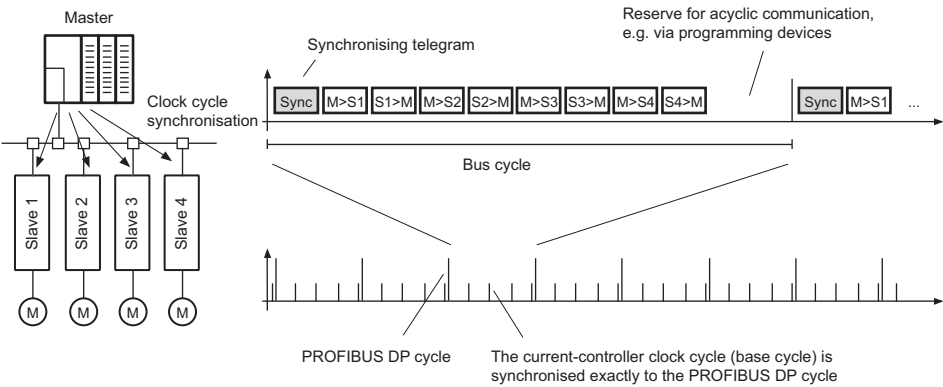 Master
Reserve for acyclic communication,
e.g. via programming devices
Synchronising telegram
Clock cycle
synchronisation
Sync M>S1 S1>M M>S2 S2>M M>S3 S3>M M>S4 S4>M Sync M>S1 ...
Bus cycle
Slave 1
Slave 2
Slave 3
Slave 4
M M M M
PROFIBUS DP cycle
The current-controller clock cycle (base cycle) is
synchronised exactly to the PROFIBUS DP cycle